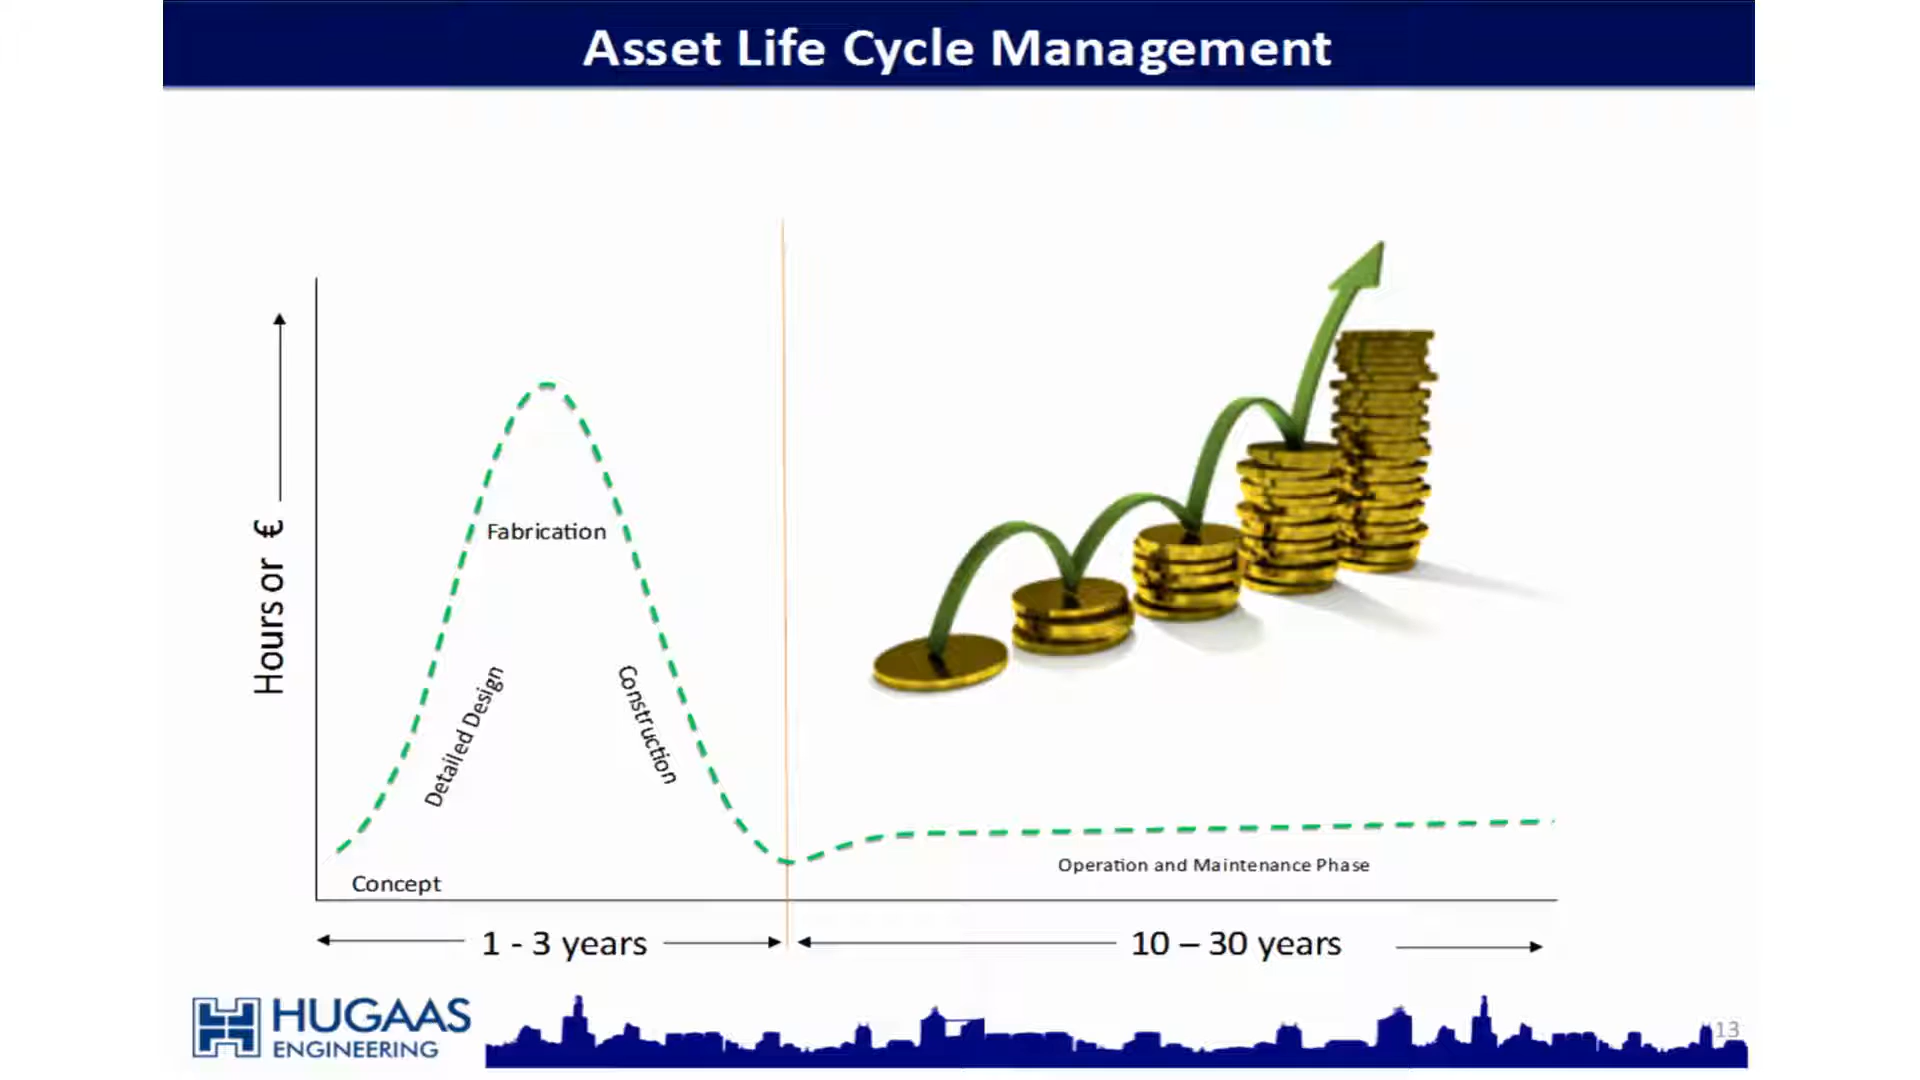 Asset Life Cycle Management
Hours or €
Fabrication
Detailed Design
Construction
Concept
Operation and Maintenance Phase
1 - 3 years
10 – 30 years
HUGAAS
ENGINEERING
13